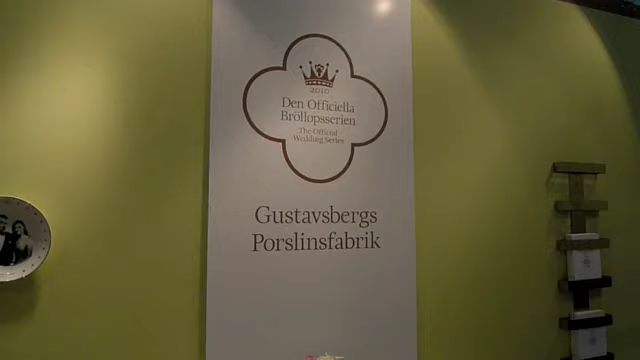 2010
Den Officiella
Bröllopsserien
The Official
Wedding Series
Gustavsbergs
Porslinsfabrik